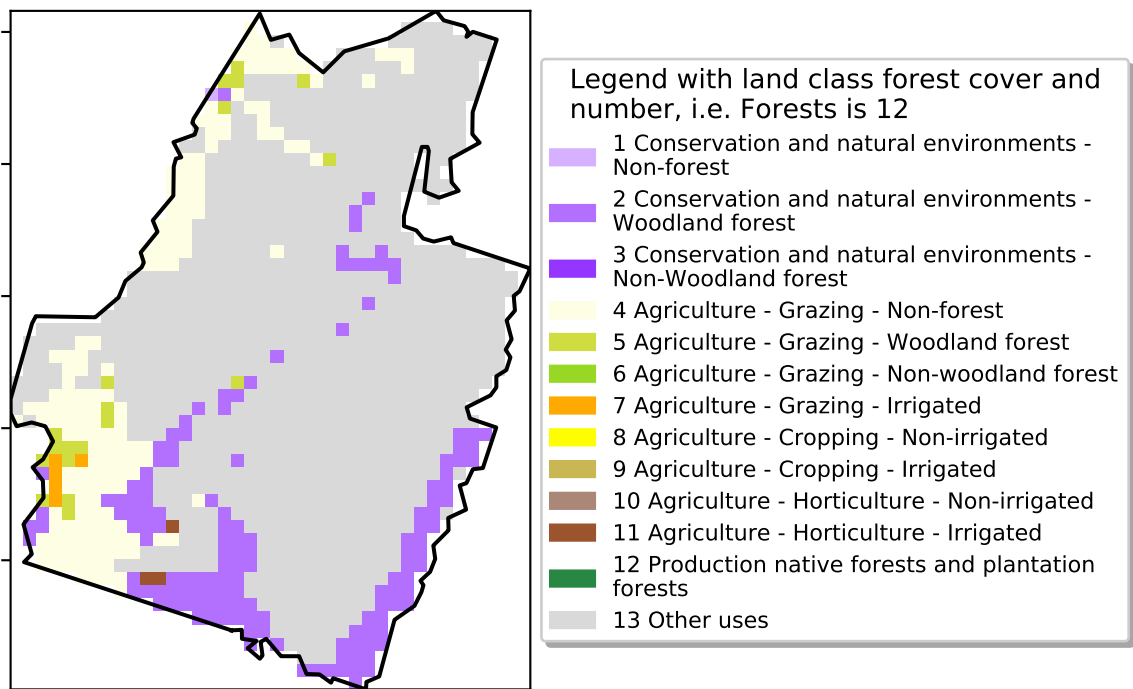 Legend with land class forest cover and
number, i.e. Forests is 12
1 Conservation and natural environments -
Non-forest
2 Conservation and natural environments -
Woodland forest
3 Conservation and natural environments -
Non-Woodland forest
4 Agriculture - Grazing - Non-forest
5 Agriculture - Grazing - Woodland forest
6 Agriculture - Grazing - Non-woodland forest
7 Agriculture - Grazing - Irrigated
8 Agriculture - Cropping - Non-irrigated
9 Agriculture - Cropping - Irrigated
10 Agriculture - Horticulture - Non-irrigated
11 Agriculture - Horticulture - Irrigated
12 Production native forests and plantation
forests
13 Other uses